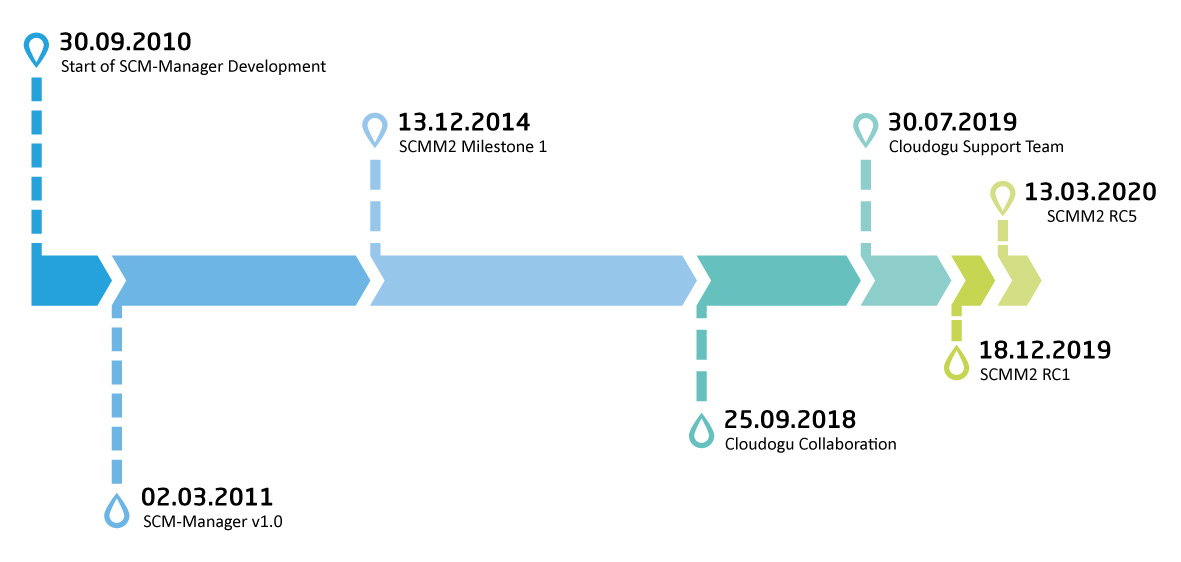 30.09.2010
Start of SCM-Manager Development
13.12.2014
SCMM2 Milestone 1
30.07.2019
Cloudogu Support Team
13.03.2020
SCMM2 RC5
18.12.2019
SCMM2 RC1
25.09.2018
Cloudogu Collaboration
02.03.2011
SCM-Manager v1.0